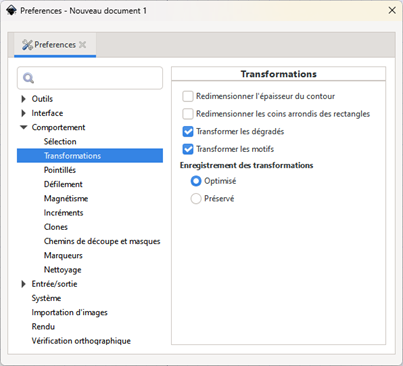 Preferences - Nouveau document 1
Preferences
Outils
Interface
Comportement
Sélection
Transformations
Pointillés
Défilement
Magnétisme
Incréments
Clones
Chemins de découpe et masques
Marqueurs
Nettoyage
Entrée/sortie
Système
Importation d'images
Rendu
Vérification orthographique
Transformations
Redimensionner l'épaisseur du contour
Redimensionner les coins arrondis des rectangles
Transformer les dégradés
Transformer les motifs
Enregistrement des transformations
Optimisé
Préservé